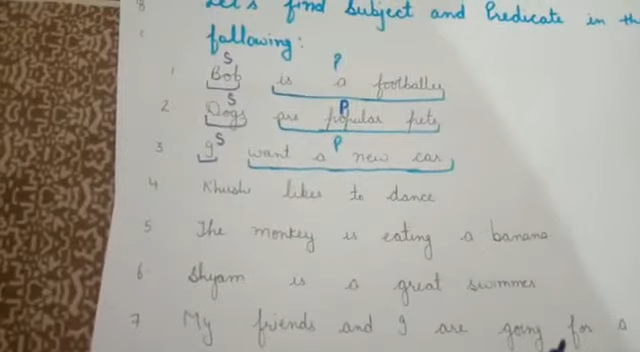 8 Let's find Subject and Predicate in th
following:
S P
1 Bob is a footballer
S P
2 Dogs are popular pets
S P
3 I want a new car
4 Khushi likes to dance
5 The monkey is eating a banana
6 Shyam is a great swimmer
7 My friends and I are going for a